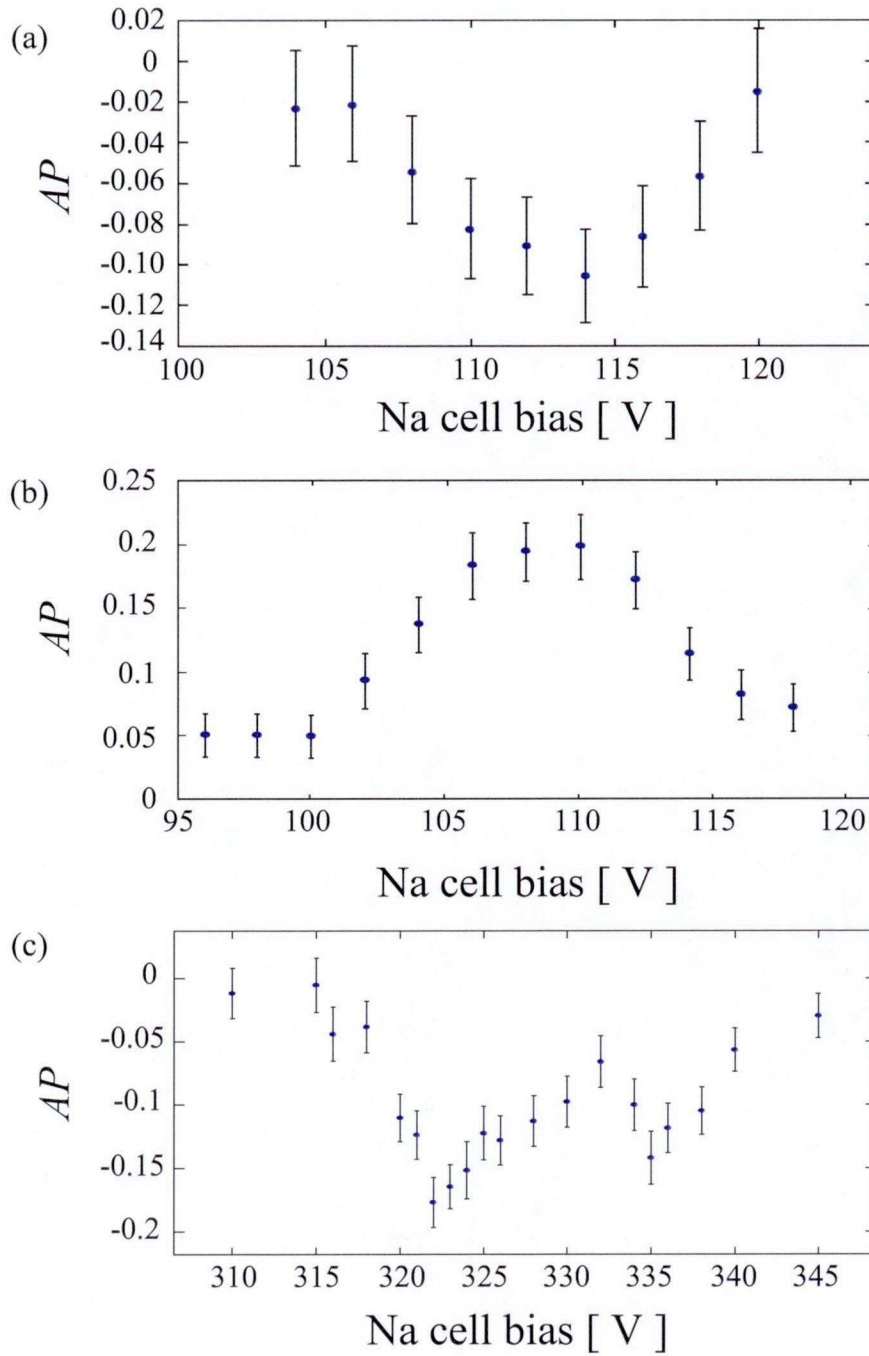 (a)
0.02
0
-0.02
-0.04
-0.06
-0.08
-0.10
-0.12
-0.14
AP
100 105 110 115 120
Na cell bias [ V ]
(b)
0.25
0.2
0.15
0.1
0.05
0
AP
95 100 105 110 115 120
Na cell bias [ V ]
(c)
0
-0.05
-0.1
-0.15
-0.2
AP
310 315 320 325 330 335 340 345
Na cell bias [ V ]